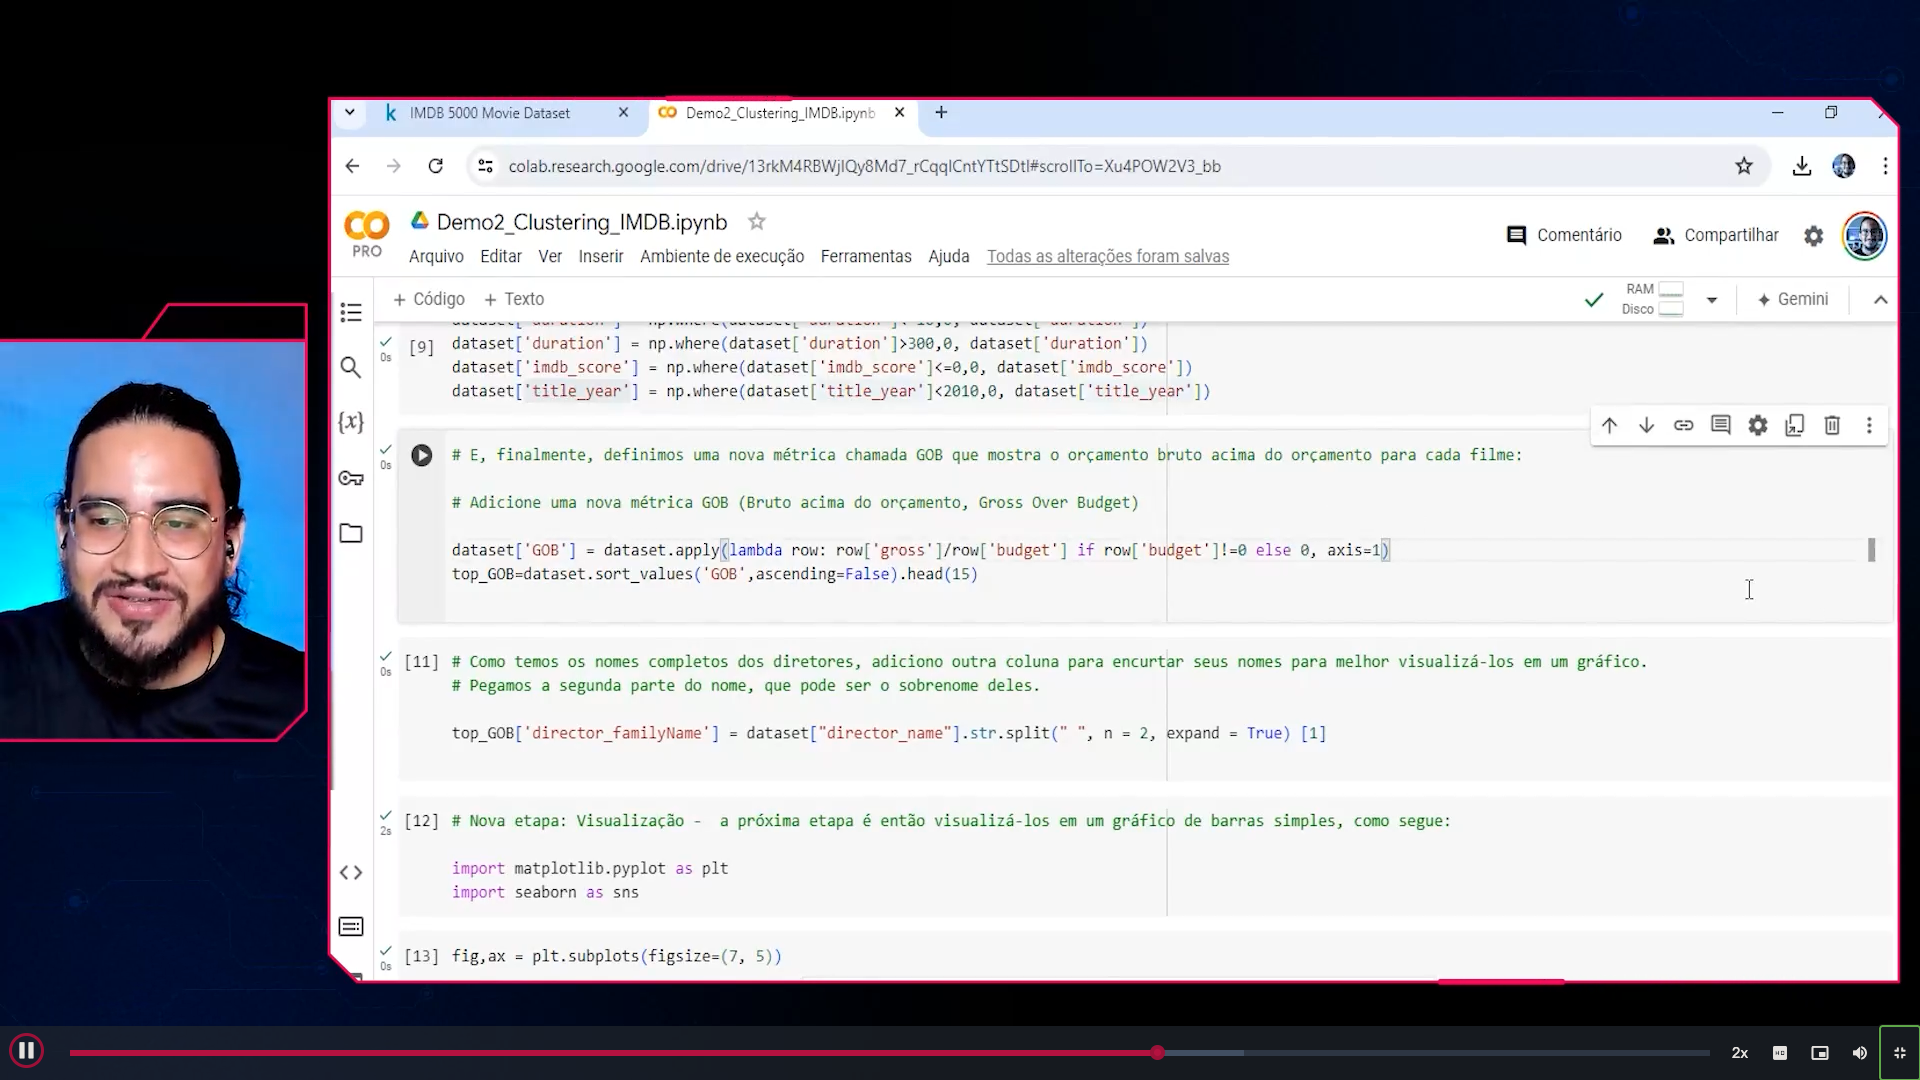 IMDB 5000 Movie Dataset
Demo2_Clustering_IMDB.ipynb
colab.research.google.com/drive/13rkM4RBWjIQy8Md7_rCqqICntYTtSDtI#scrollTo=Xu4POW2V3_bb
PRO
Demo2_Clustering_IMDB.ipynb
Comentário
Compartilhar
Arquivo Editar Ver Inserir Ambiente de execução Ferramentas Ajuda Todas as alterações foram salvas
+ Código + Texto
RAM
Disco
Gemini
0s
[9]
dataset['duration'] = np.where(dataset['duration']>300,0, dataset['duration'])
dataset['imdb_score'] = np.where(dataset['imdb_score']<=0,0, dataset['imdb_score'])
dataset['title_year'] = np.where(dataset['title_year']<2010,0, dataset['title_year'])
0s
# E, finalmente, definimos uma nova métrica chamada GOB que mostra o orçamento bruto acima do orçamento para cada filme:
# Adicione uma nova métrica GOB (Bruto acima do orçamento, Gross Over Budget)
dataset['GOB'] = dataset.apply(lambda row: row['gross']/row['budget'] if row['budget']!=0 else 0, axis=1)
top_GOB=dataset.sort_values('GOB',ascending=False).head(15)
0s
[11] # Como temos os nomes completos dos diretores, adiciono outra coluna para encurtar seus nomes para melhor visualizá-los em um gráfico.
# Pegamos a segunda parte do nome, que pode ser o sobrenome deles.
top_GOB['director_familyName'] = dataset["director_name"].str.split(" ", n = 2, expand = True) [1]
2s
[12] # Nova etapa: Visualização - a próxima etapa é então visualizá-los em um gráfico de barras simples, como segue:
import matplotlib.pyplot as plt
import seaborn as sns
0s
[13] fig,ax = plt.subplots(figsize=(7, 5))
2x
HD